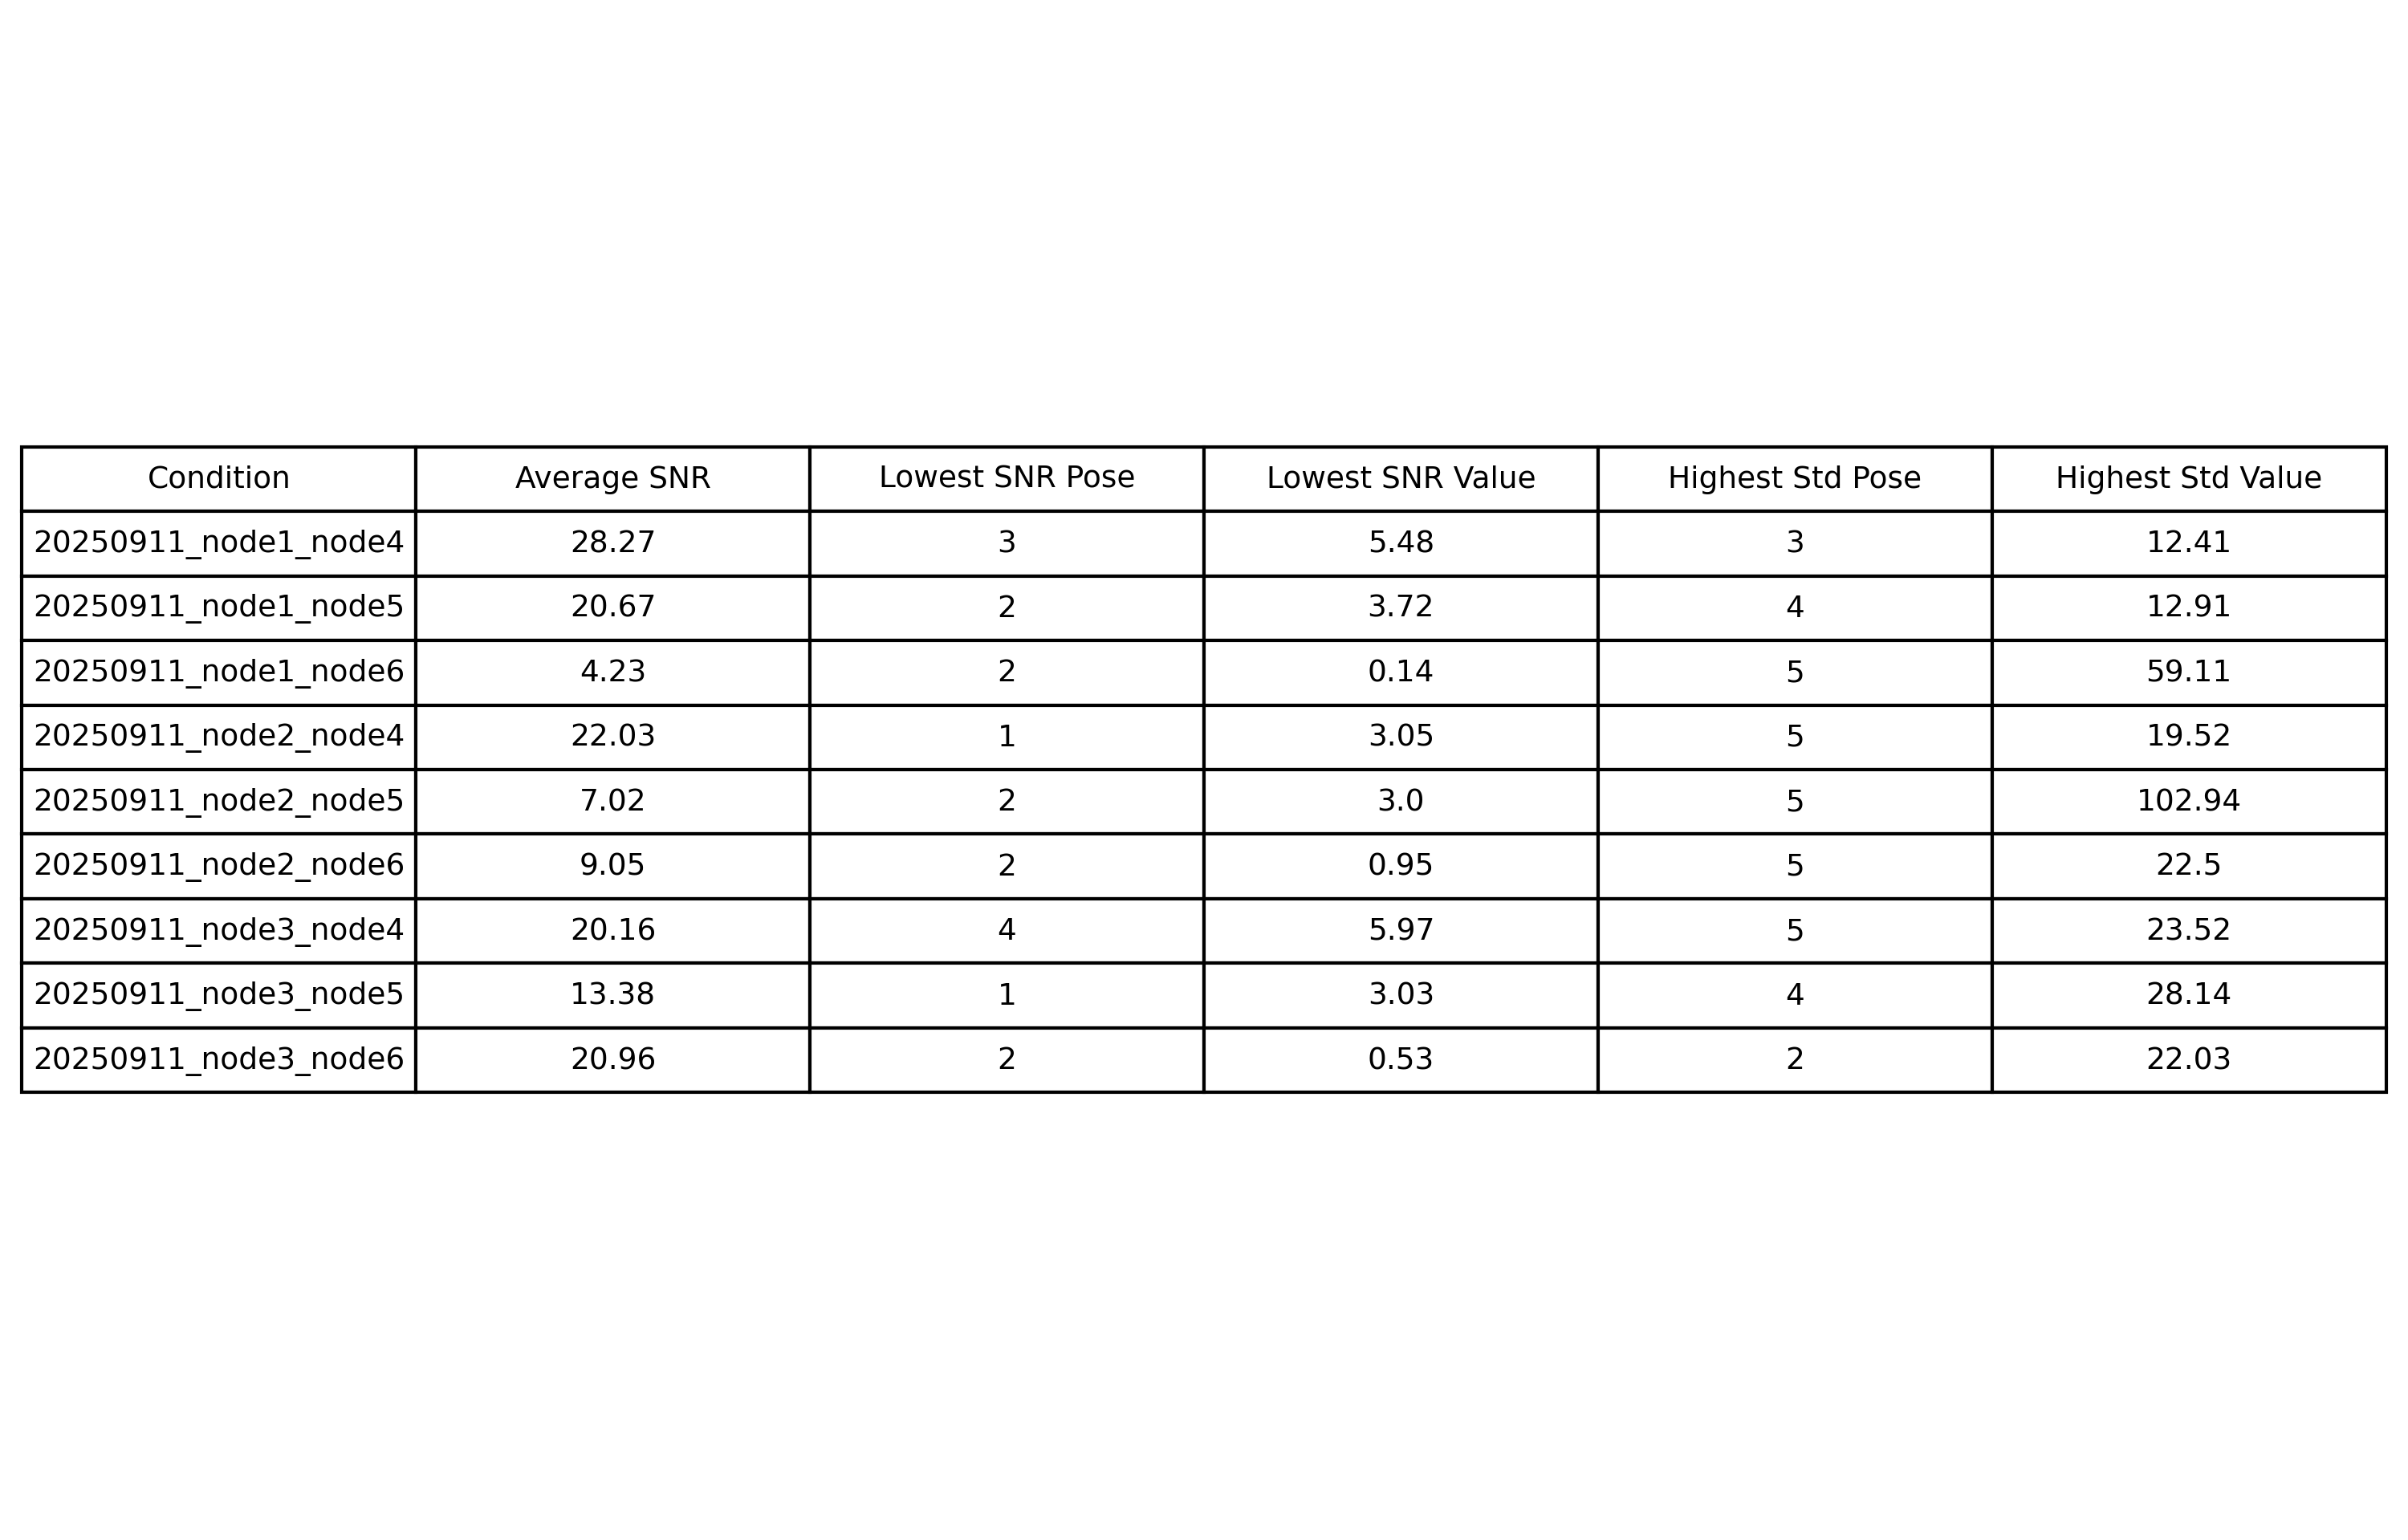 Condition Average SNR Lowest SNR Pose Lowest SNR Value Highest Std Pose Highest Std Value
20250911_node1_node4 28.27 3 5.48 3 12.41
20250911_node1_node5 20.67 2 3.72 4 12.91
20250911_node1_node6 4.23 2 0.14 5 59.11
20250911_node2_node4 22.03 1 3.05 5 19.52
20250911_node2_node5 7.02 2 3.0 5 102.94
20250911_node2_node6 9.05 2 0.95 5 22.5
20250911_node3_node4 20.16 4 5.97 5 23.52
20250911_node3_node5 13.38 1 3.03 4 28.14
20250911_node3_node6 20.96 2 0.53 2 22.03